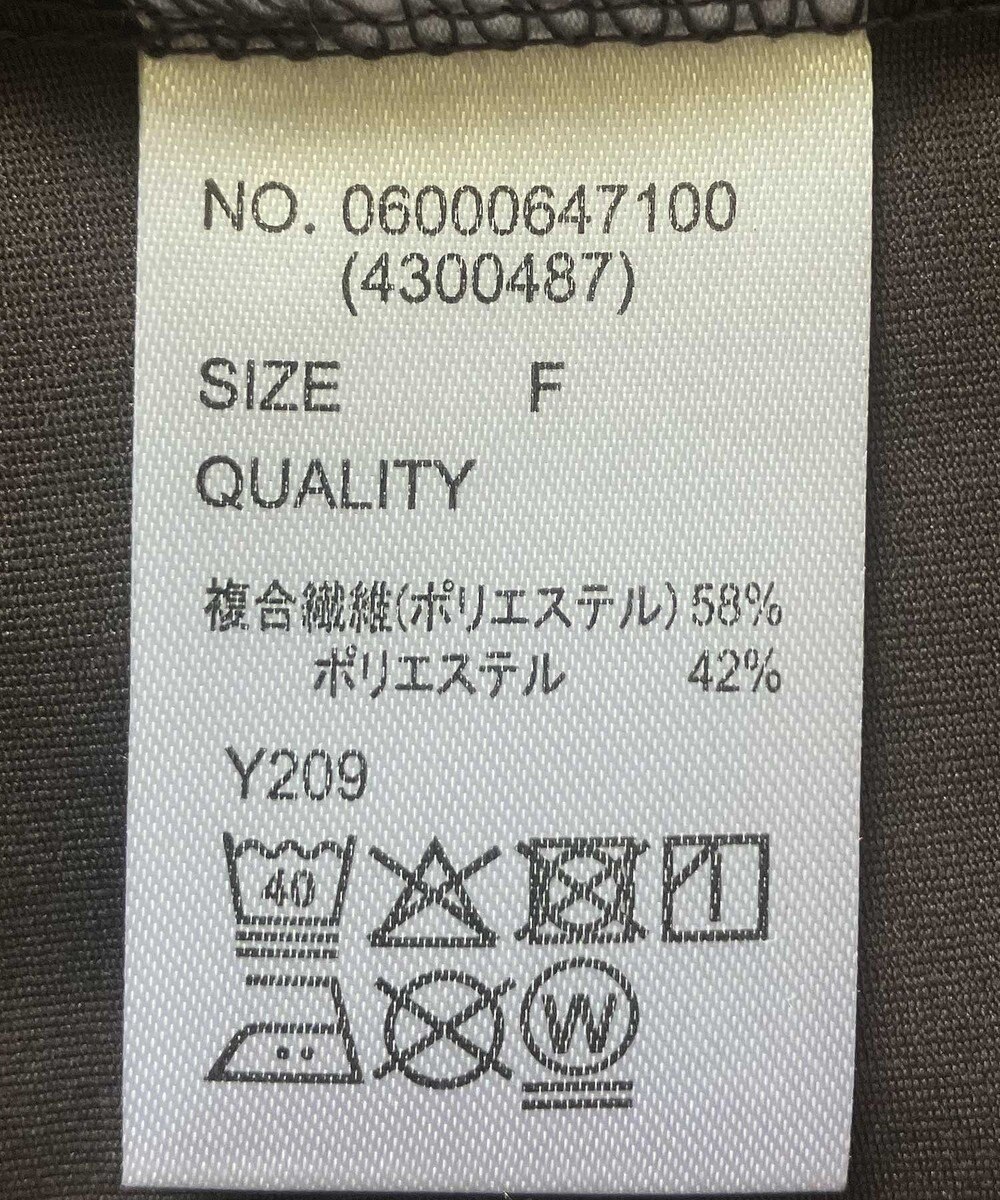 NO. 06000647100
(4300487)
SIZE F
QUALITY
複合繊維(ポリエステル) 58%
ポリエステル 42%
Y209
40
W